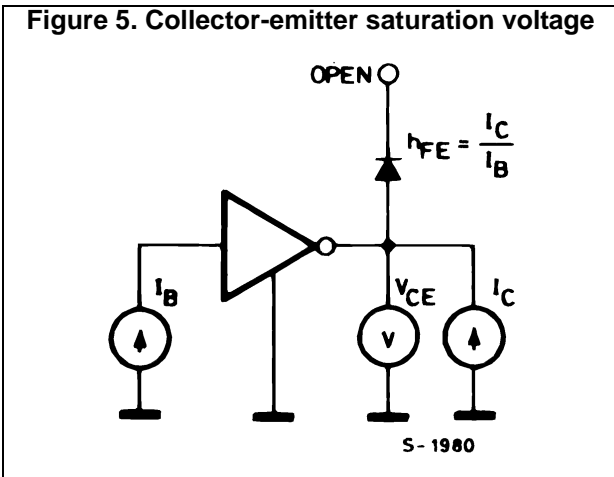 Figure 5. Collector-emitter saturation voltage
OPEN
hFE = IC
IB
IB
VCE
IC
V
S-1980